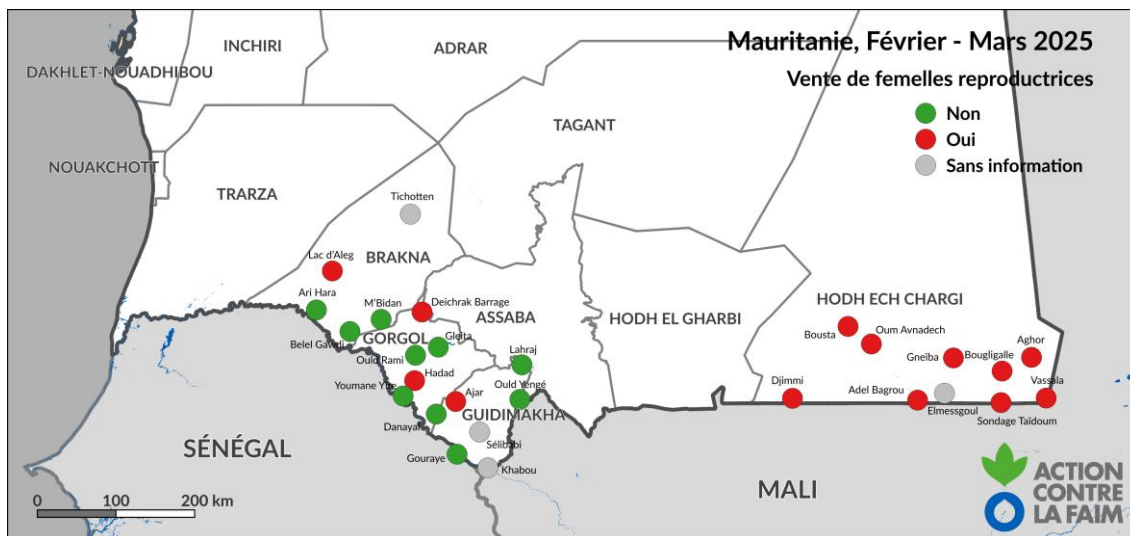 Mauritanie, Février - Mars 2025
Vente de femelles reproductrices
Non
Oui
Sans information
INCHIRI
ADRAR
DAKHLET-NOUADHIBOU
TAGANT
NOUAKCHOTT
TRARZA
Tichotten
Lac d'Aleg
BRAKNA
Ari Hara
M'Bidan
Deichrak Barrage
ASSABA
HODH EL GHARBI
HODH ECH CHARGI
Belel Gawdi
GORGOL
Gleita
Ould Rami
Lahraj
Hadad
Youmane Yire
Ajar
Ould Yengé
GUIDIMAKHA
Danayal
Sélibabi
Gouraye
Khabou
Bousta
Oum Avnadech
Gneiba
Bougligalle
Aghor
Djimmi
Adel Bagrou
Elmessgoul
Vassala
Sondage Taïdoum
SÉNÉGAL
MALI
0 100 200 km
ACTION
CONTRE
LA FAIM